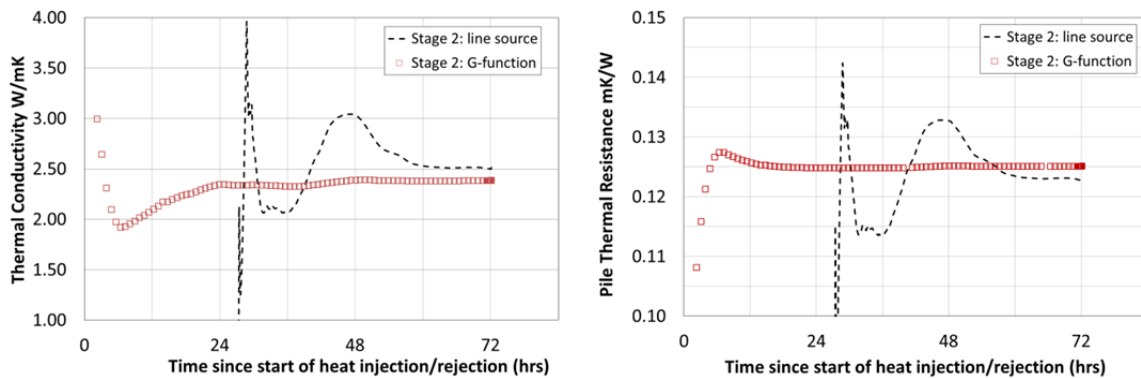 Thermal Conductivity W/mK
4.00
3.50
3.00
2.50
2.00
1.50
1.00
Stage 2: line source
Stage 2: G-function
0
24
36
48
72
Time since start of heat injection/rejection (hrs)
Pile Thermal Resistance mK/W
0.15
0.14
0.13
0.12
0.11
0.10
Stage 2: line source
Stage 2: G-function
0
24
36
48
72
Time since start of heat injection/rejection (hrs)